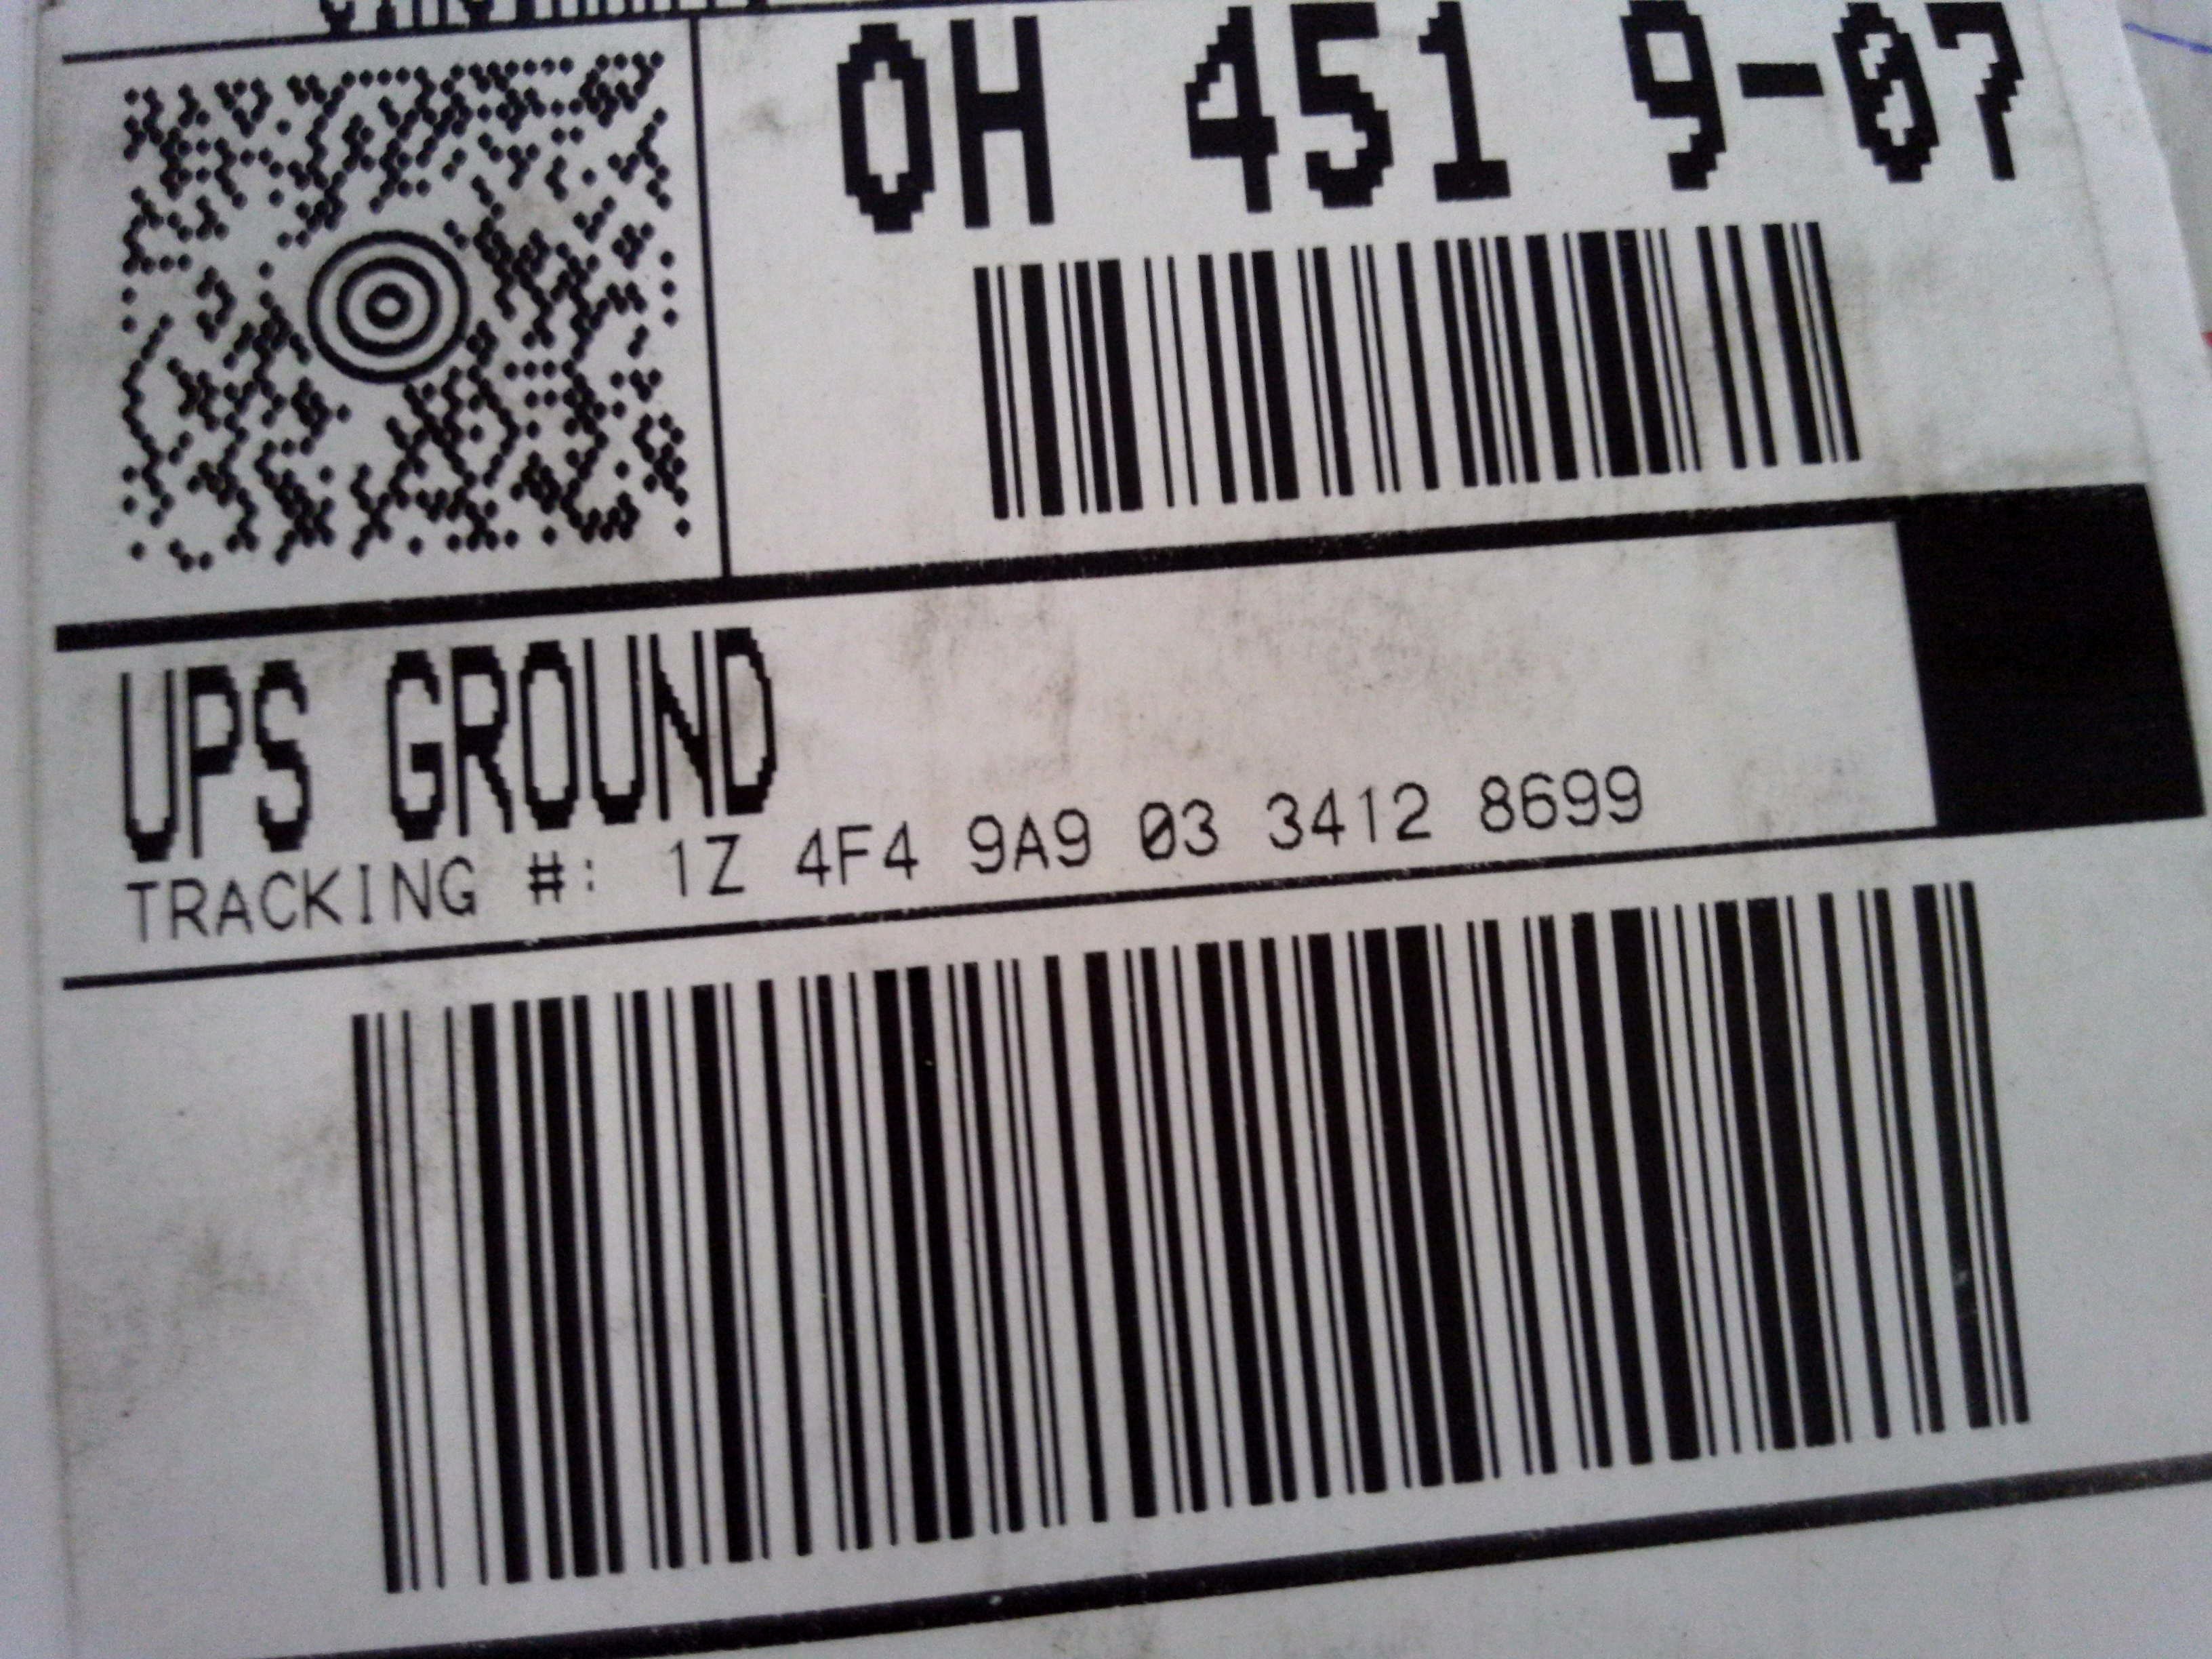 OH 451 9-07
UPS GROUND
TRACKING #: 1Z 4F4 9A9 03 3412 8699